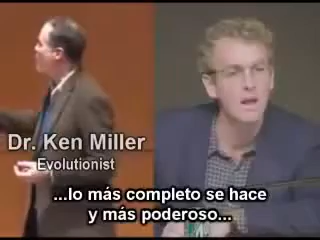 Dr. Ken Miller
Evolutionist
...lo más completo se hace
y más poderoso...